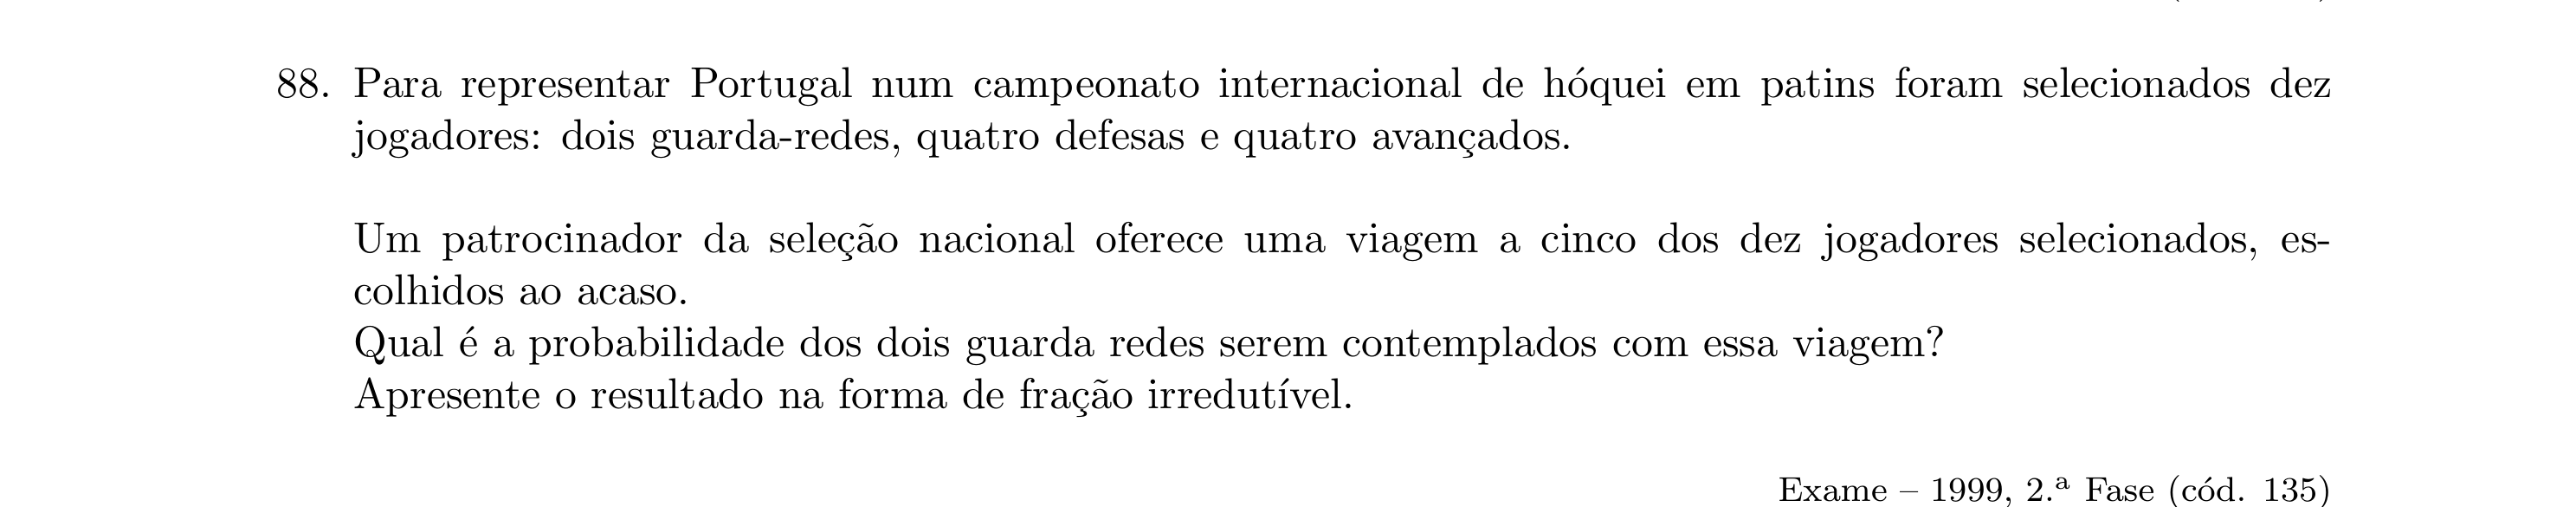 88. Para representar Portugal num campeonato internacional de hóquei em patins foram selecionados dez
jogadores: dois guarda-redes, quatro defesas e quatro avançados.
Um patrocinador da seleção nacional oferece uma viagem a cinco dos dez jogadores selecionados, es-
colhidos ao acaso.
Qual é a probabilidade dos dois guarda redes serem contemplados com essa viagem?
Apresente o resultado na forma de fração irredutível.
Exame – 1999, 2.ª Fase (cód. 135)